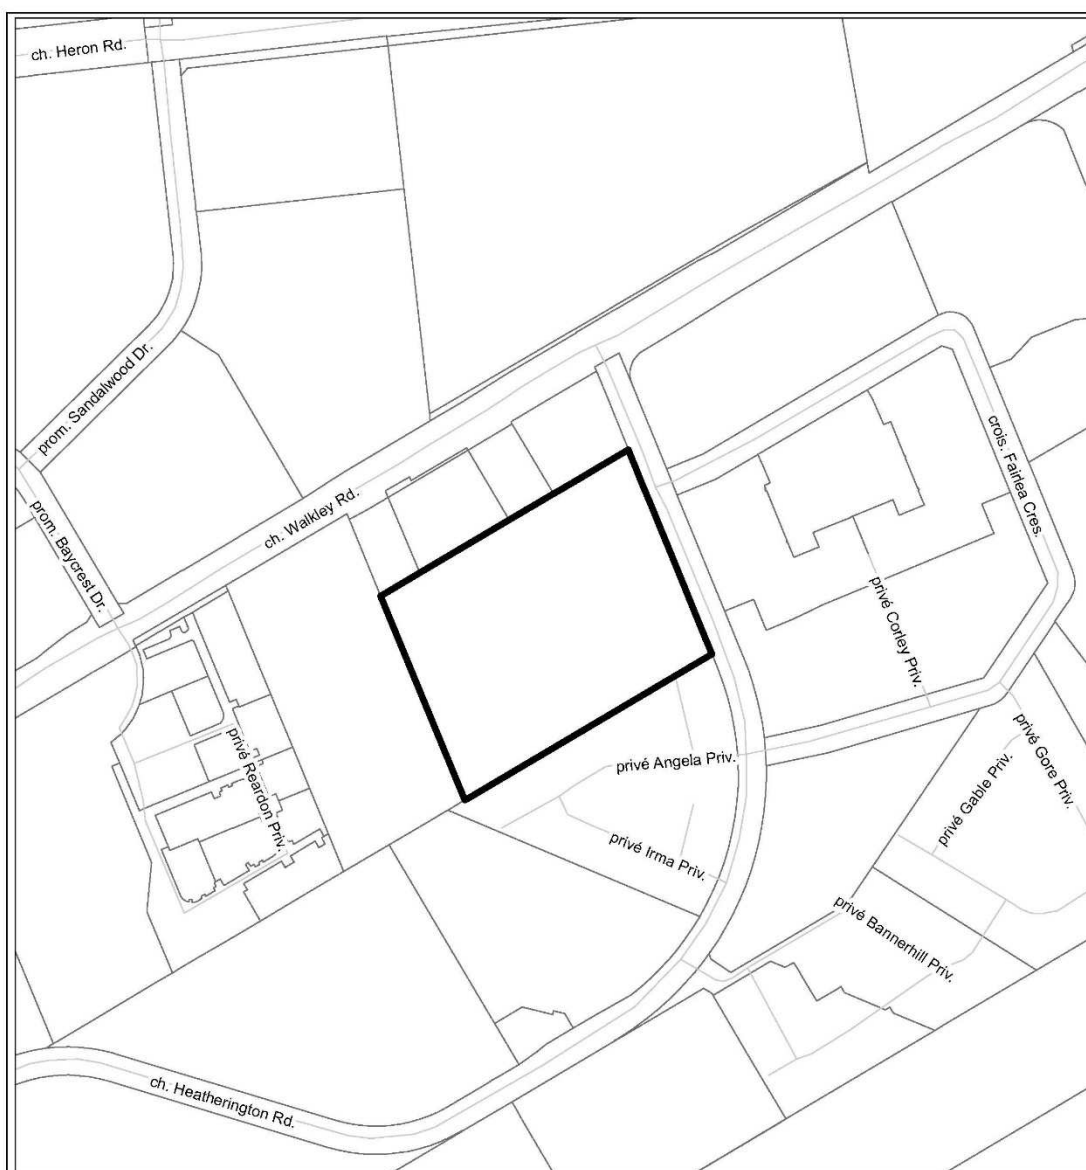 ch. Heron Rd.
prom. Sandalwood Dr.
crois. Fairlea Cres.
ch. Walkley Rd.
prom. Baycrest Dr.
privé Corley Priv.
privé Reardon Priv.
privé Angela Priv.
privé Gore Priv.
privé Gable Priv.
privé Irma Priv.
privé Bannerhill Priv.
ch. Heatherington Rd.